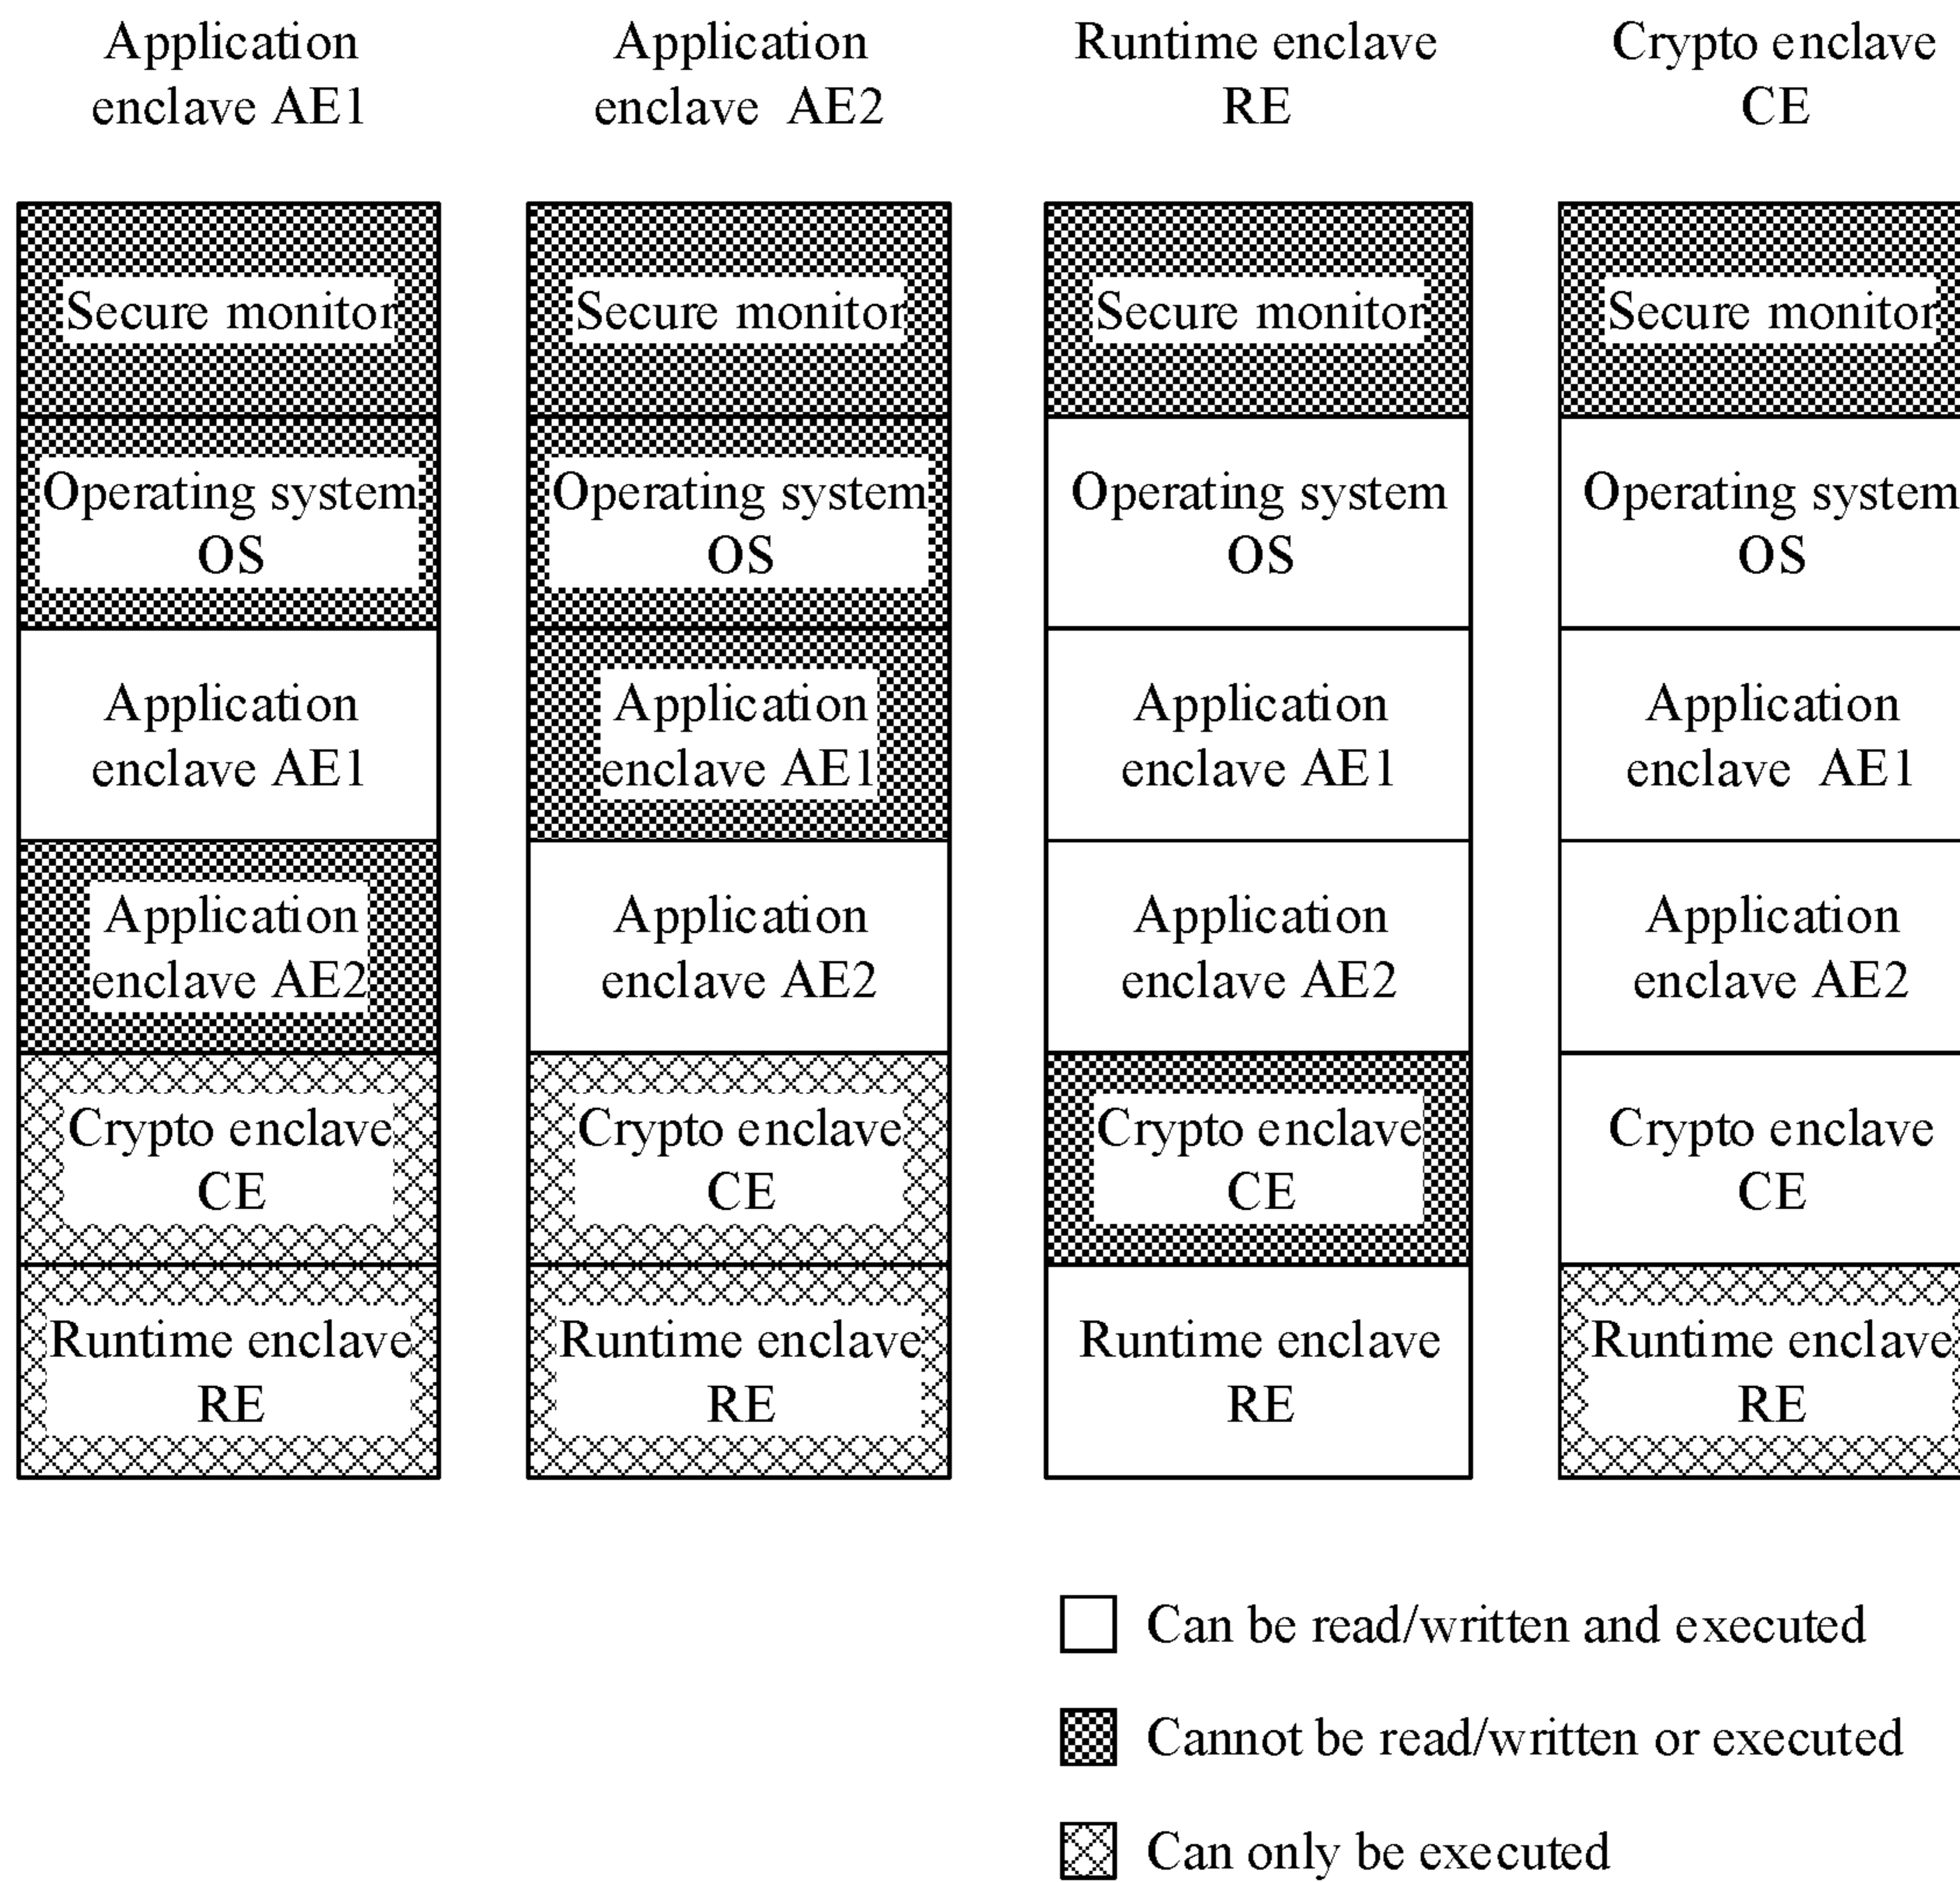 Application
enclave AE1
Application
enclave AE2
Runtime enclave
RE
Crypto enclave
CE
Secure monitor
Operating system
OS
Application
enclave AE1
Application
enclave AE2
Crypto enclave
CE
Runtime enclave
RE
Secure monitor
Operating system
OS
Application
enclave AE1
Application
enclave AE2
Crypto enclave
CE
Runtime enclave
RE
Secure monitor
Operating system
OS
Application
enclave AE1
Application
enclave AE2
Crypto enclave
CE
Runtime enclave
RE
Secure monitor
Operating system
OS
Application
enclave AE1
Application
enclave AE2
Crypto enclave
CE
Runtime enclave
RE
Can be read/written and executed
Cannot be read/written or executed
Can only be executed